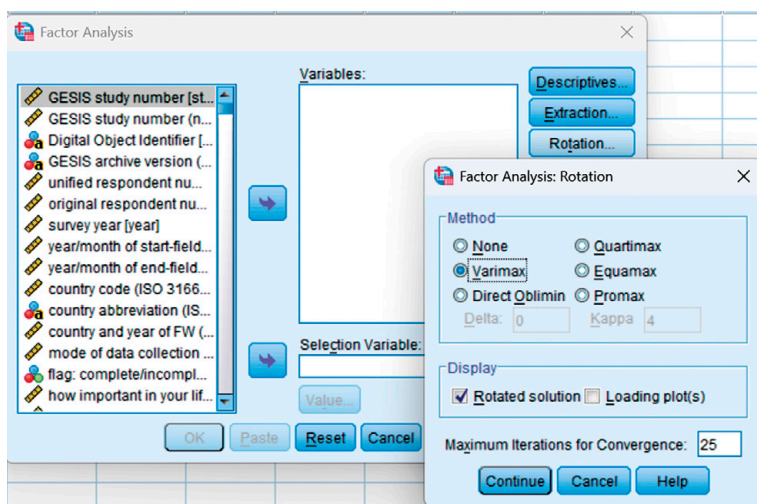 Factor Analysis
Variables:
GESIS study number [st...
GESIS study number (n...
Digital Object Identifier [...
GESIS archive version (...
unified respondent nu...
original respondent nu...
survey year [year]
year/month of start-field...
year/month of end-field...
country code (ISO 3166...
country abbreviation (IS...
country and year of FW (...
mode of data collection ...
flag: complete/incompl...
how important in your lif...
Descriptives...
Extraction...
Rotation...
Selection Variable:
Value...
OK Paste Reset Cancel
Factor Analysis: Rotation
Method
None Quartimax
Varimax Equamax
Direct Oblimin Promax
Delta: 0 Kappa 4
Display
Rotated solution Loading plot(s)
Maximum Iterations for Convergence: 25
Continue Cancel Help